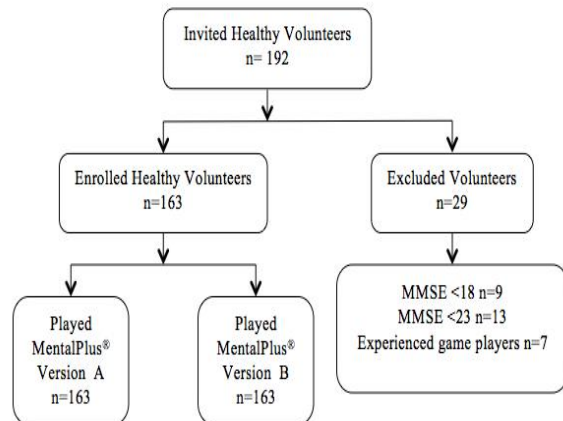 Invited Healthy Volunteers
n= 192
Enrolled Healthy Volunteers
n=163
Excluded Volunteers
n=29
Played
MentalPlus®
Version A
n=163
Played
MentalPlus®
Version B
n=163
MMSE <18 n=9
MMSE <23 n=13
Experienced game players n=7